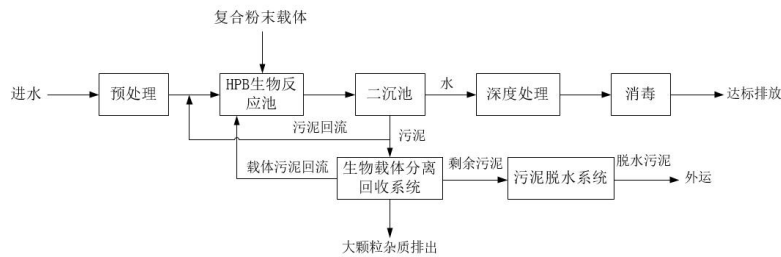 复合粉末载体
进水
预处理
HPB生物反
应池
二沉池
水
深度处理
消毒
达标排放
污泥回流
污泥
载体污泥回流
生物载体分离
回收系统
剩余污泥
污泥脱水系统
脱水污泥
外运
大颗粒杂质排出